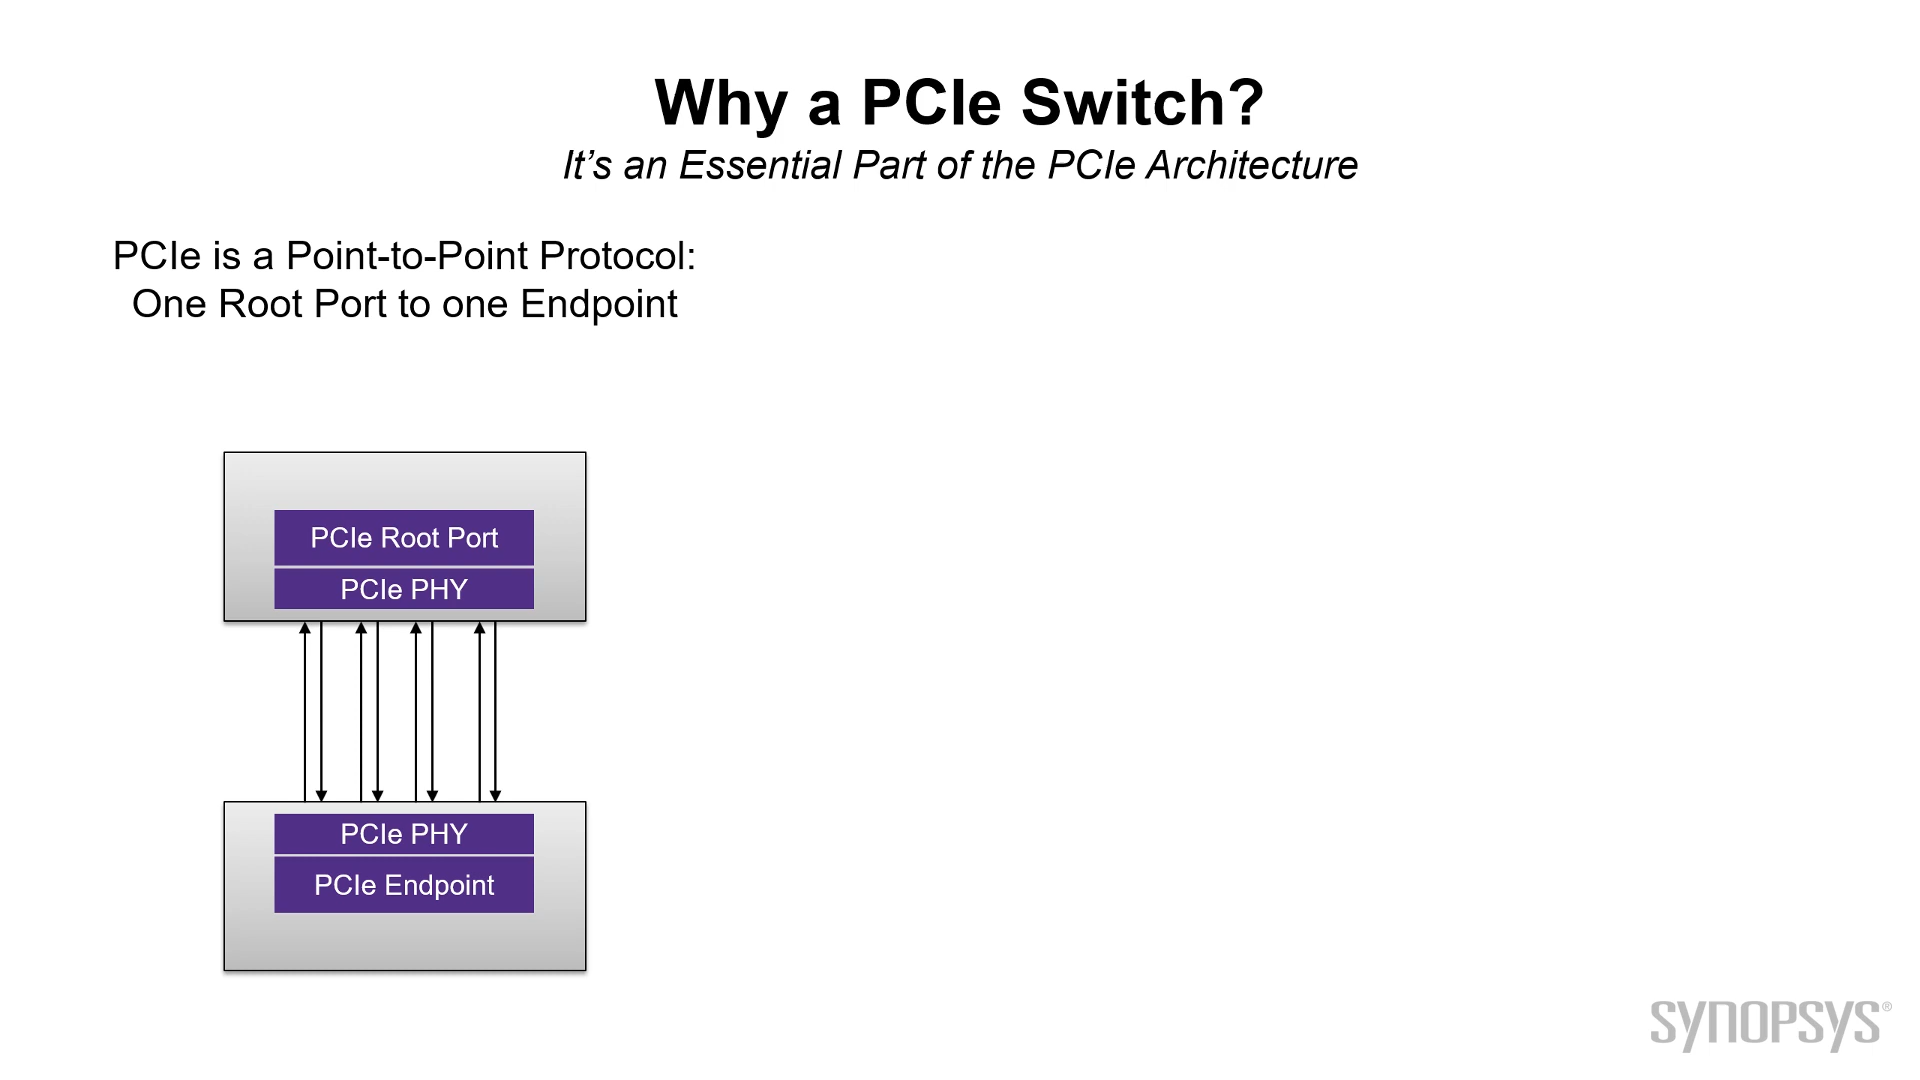 Why a PCIe Switch?
It’s an Essential Part of the PCIe Architecture
PCIe is a Point-to-Point Protocol:
One Root Port to one Endpoint
PCIe Root Port
PCIe PHY
PCIe PHY
PCIe Endpoint
SYNOPSYS®